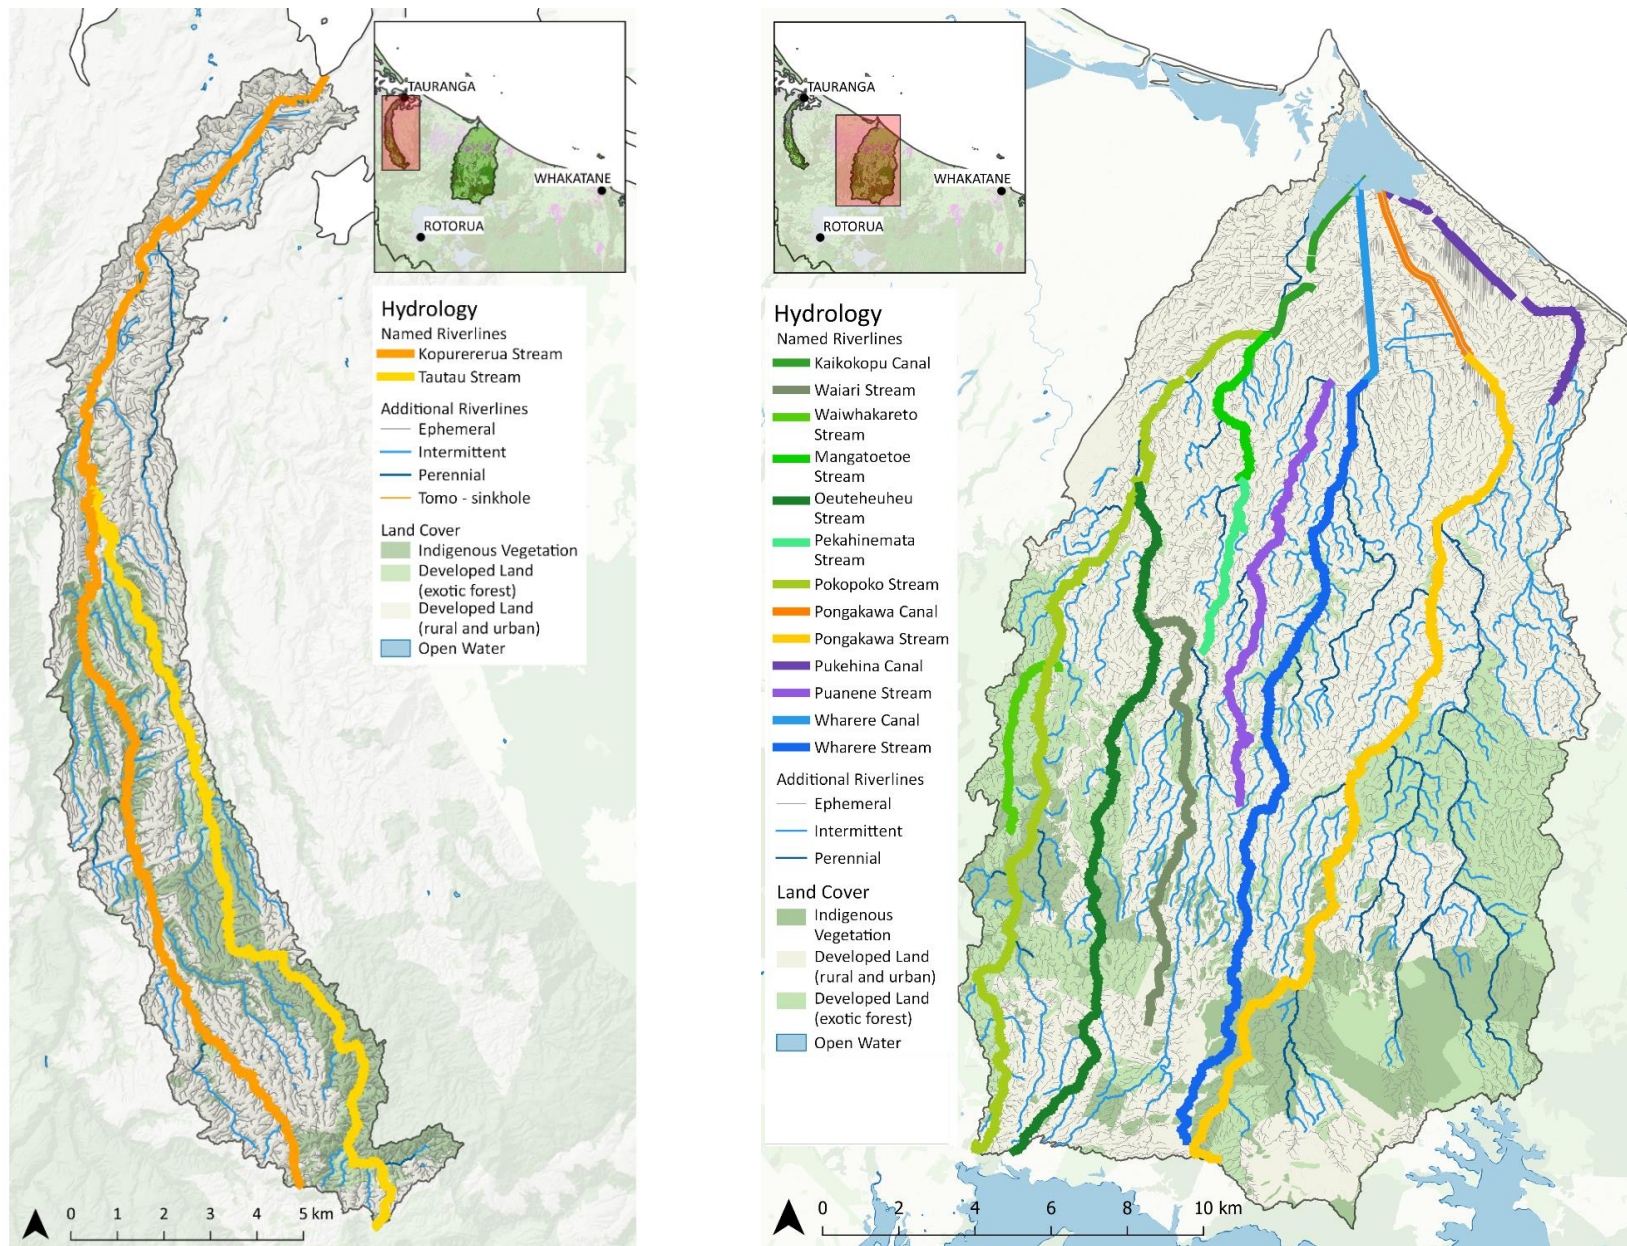 TAURANGA
WHAKATANE
ROTORUA
Hydrology
Named Riverlines
Kopurererua Stream
Tautau Stream
Additional Riverlines
Ephemeral
Intermittent
Perennial
Tomo - sinkhole
Land Cover
Indigenous Vegetation
Developed Land
(exotic forest)
Developed Land
(rural and urban)
Open Water
0 1 2 3 4 5 km
TAURANGA
WHAKATANE
ROTORUA
Hydrology
Named Riverlines
Kaikokopu Canal
Waiari Stream
Waiwhakareto
Stream
Mangatoetoe
Stream
Oeuteheuheu
Stream
Pekahinemata
Stream
Pokopoko Stream
Pongakawa Canal
Pongakawa Stream
Pukehina Canal
Puanene Stream
Wharere Canal
Wharere Stream
Additional Riverlines
Ephemeral
Intermittent
Perennial
Land Cover
Indigenous
Vegetation
Developed Land
(rural and urban)
Developed Land
(exotic forest)
Open Water
0 2 4 6 8 10 km